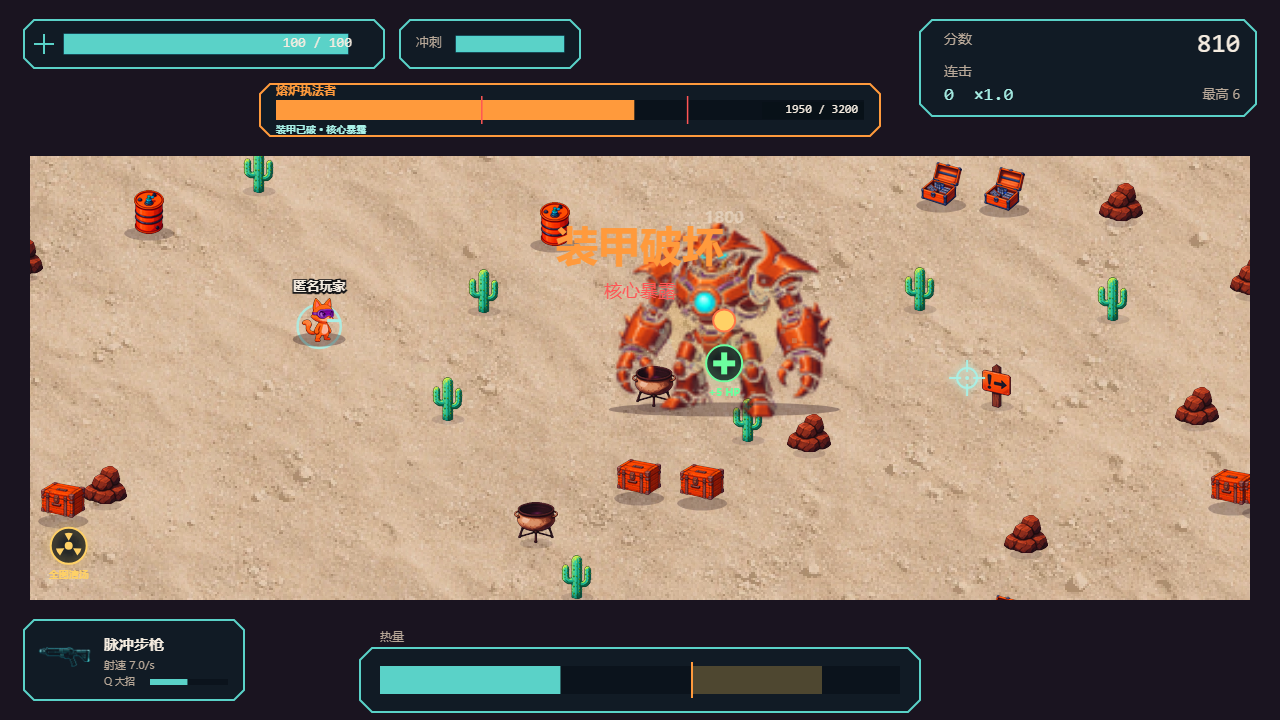 100 / 100
冲刺
分数
810
连击
0 ×1.0
最高 6
熔炉执法者
1950 / 3200
装甲已破・核心暴露
1800
装甲破坏
核心暴露
匿名玩家
脉冲步枪
射速 7.0/s
Q 大招
热量